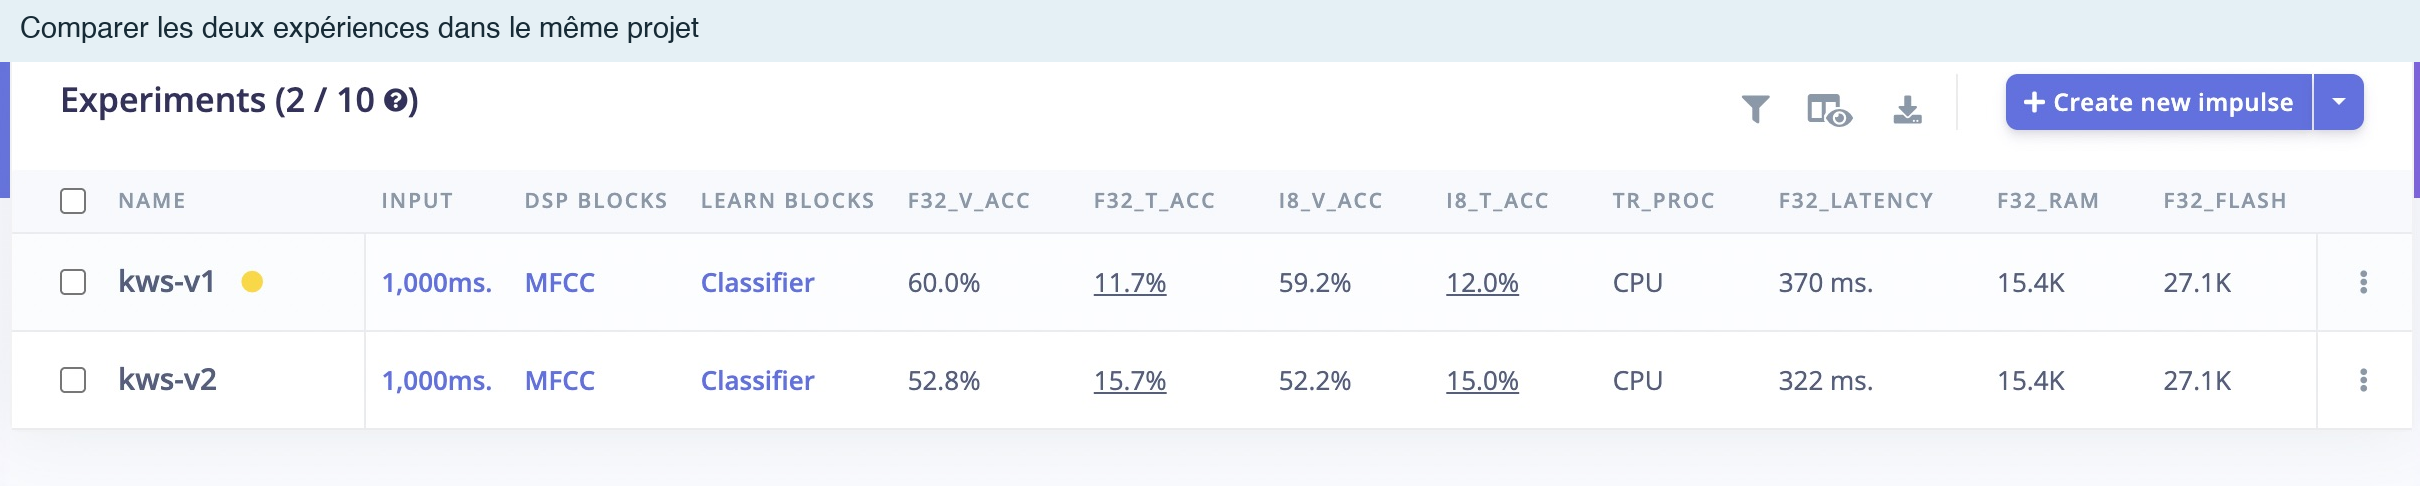 Comparer les deux expériences dans le même projet
Experiments (2 / 10 ?)
+ Create new impulse
NAME INPUT DSP BLOCKS LEARN BLOCKS F32_V_ACC F32_T_ACC I8_V_ACC I8_T_ACC TR_PROC F32_LATENCY F32_RAM F32_FLASH
kws-v1 1,000ms. MFCC Classifier 60.0% 11.7% 59.2% 12.0% CPU 370 ms. 15.4K 27.1K
kws-v2 1,000ms. MFCC Classifier 52.8% 15.7% 52.2% 15.0% CPU 322 ms. 15.4K 27.1K